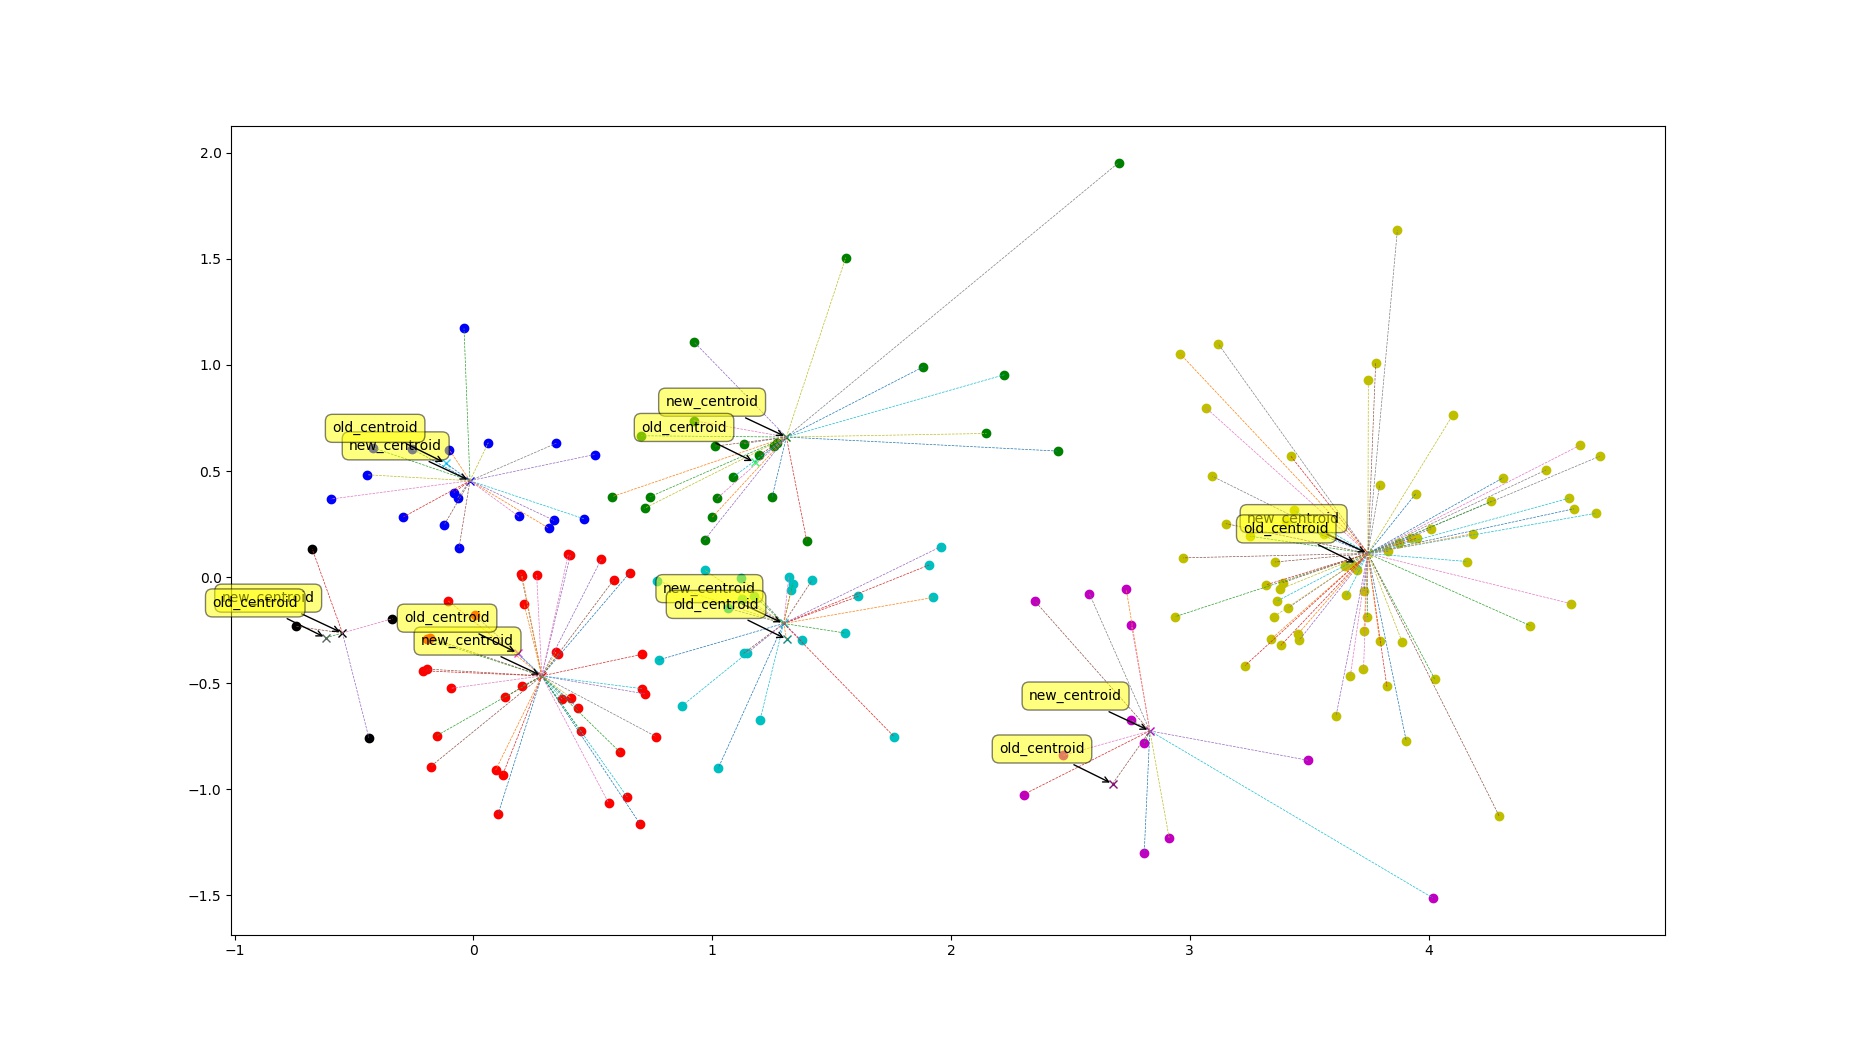 2.0
1.5
1.0
0.5
0.0
−0.5
−1.0
−1.5
new_centroid
old_centroid
old_centroid
new_centroid
new_centroid
old_centroid
new_centroid
old_centroid
new_centroid
old_centroid
old_centroid
new_centroid
new_centroid
old_centroid
−1
0
1
2
3
4